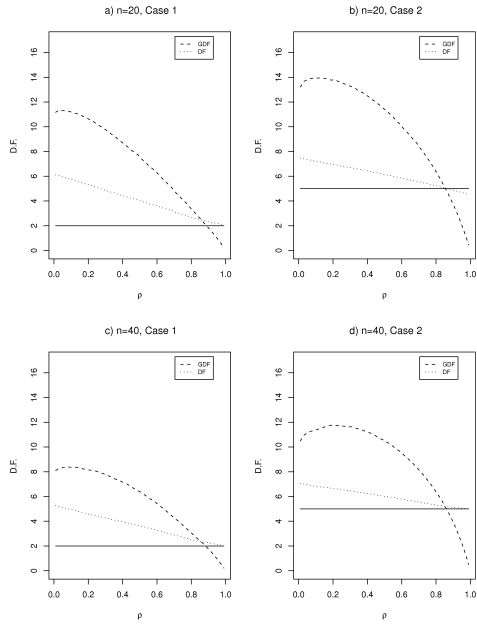 a) n=20, Case 1
b) n=20, Case 2
D.F.
16
14
12
10
8
6
4
2
0
GDF
DF
0.0 0.2 0.4 0.6 0.8 1.0
ρ
D.F.
16
14
12
10
8
6
4
2
0
GDF
DF
0.0 0.2 0.4 0.6 0.8 1.0
ρ
c) n=40, Case 1
d) n=40, Case 2
D.F.
16
14
12
10
8
6
4
2
0
GDF
DF
0.0 0.2 0.4 0.6 0.8 1.0
ρ
D.F.
16
14
12
10
8
6
4
2
0
GDF
DF
0.0 0.2 0.4 0.6 0.8 1.0
ρ